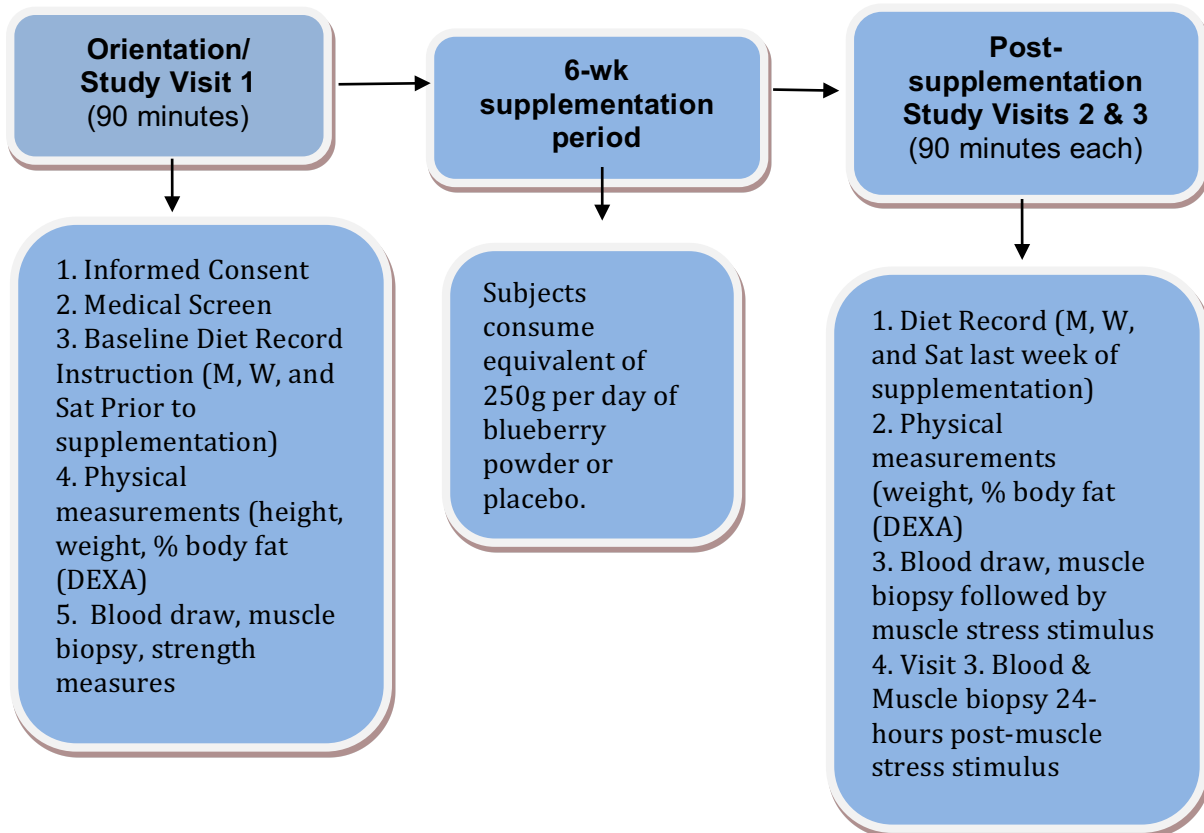 Orientation/
Study Visit 1
(90 minutes)
6-wk
supplementation
period
Post-
supplementation
Study Visits 2 & 3
(90 minutes each)
1. Informed Consent
2. Medical Screen
3. Baseline Diet Record
Instruction (M, W, and
Sat Prior to
supplementation)
4. Physical
measurements (height,
weight, % body fat
(DEXA)
5. Blood draw, muscle
biopsy, strength
measures
Subjects
consume
equivalent of
250g per day of
blueberry
powder or
placebo.
1. Diet Record (M, W,
and Sat last week of
supplementation)
2. Physical
measurements
(weight, % body fat
(DEXA)
3. Blood draw, muscle
biopsy followed by
muscle stress stimulus
4. Visit 3. Blood &
Muscle biopsy 24-
hours post-muscle
stress stimulus